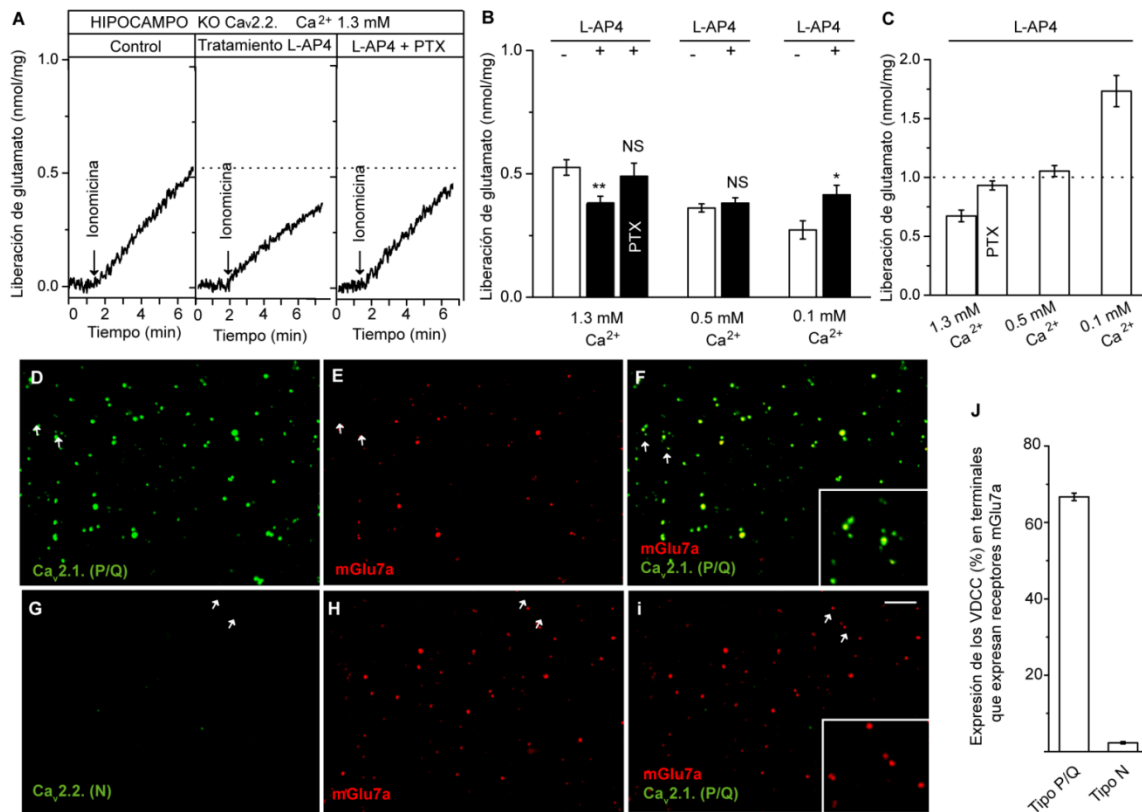 A
HIPOCAMPO KO Cav2.2. Ca2+ 1.3 mM
Control
Tratamiento L-AP4
L-AP4 + PTX
Liberación de glutamato (nmol/mg)
1.0
0.5
0.0
Ionomicina
Ionomicina
Ionomicina
0 2 4 6
0 2 4 6
0 2 4 6
Tiempo (min)
Tiempo (min)
Tiempo (min)
B
L-AP4
L-AP4
L-AP4
- + +
- +
- +
Liberación de glutamato (nmol/mg)
1.0
0.5
0.0
**
NS
PTX
NS
*
1.3 mM Ca2+
0.5 mM Ca2+
0.1 mM Ca2+
C
L-AP4
Liberación de glutamato (nmol/mg)
2.0
1.5
1.0
0.5
0.0
PTX
1.3 mM Ca2+
0.5 mM Ca2+
0.1 mM Ca2+
D
Cav2.1. (P/Q)
E
mGlu7a
F
mGlu7a
Cav2.1. (P/Q)
G
Cav2.2. (N)
H
mGlu7a
i
mGlu7a
Cav2.1. (P/Q)
J
Expresión de los VDCC (%) en terminales
que expresan receptores mGlu7a
80
60
40
20
Tipo P/Q
Tipo N